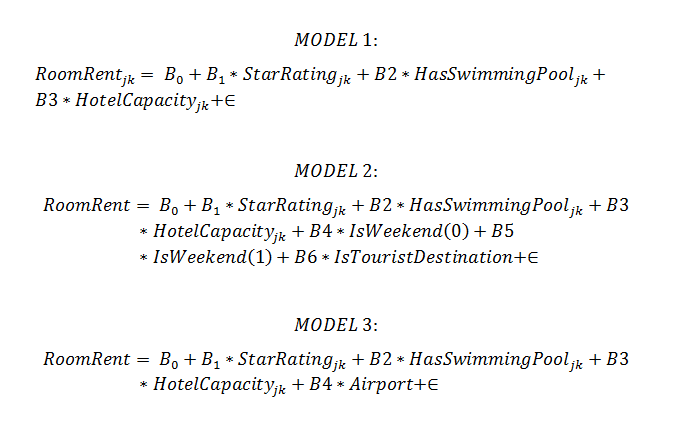 MODEL 1:
RoomRent_jk = B_0 + B_1 * StarRating_jk + B2 * HasSwimmingPool_jk +
B3 * HotelCapacity_jk+∈
MODEL 2:
RoomRent = B_0 + B_1 * StarRating_jk + B2 * HasSwimmingPool_jk + B3
* HotelCapacity_jk + B4 * IsWeekend(0) + B5
* IsWeekend(1) + B6 * IsTouristDestination+∈
MODEL 3:
RoomRent = B_0 + B_1 * StarRating_jk + B2 * HasSwimmingPool_jk + B3
* HotelCapacity_jk + B4 * Airport+∈